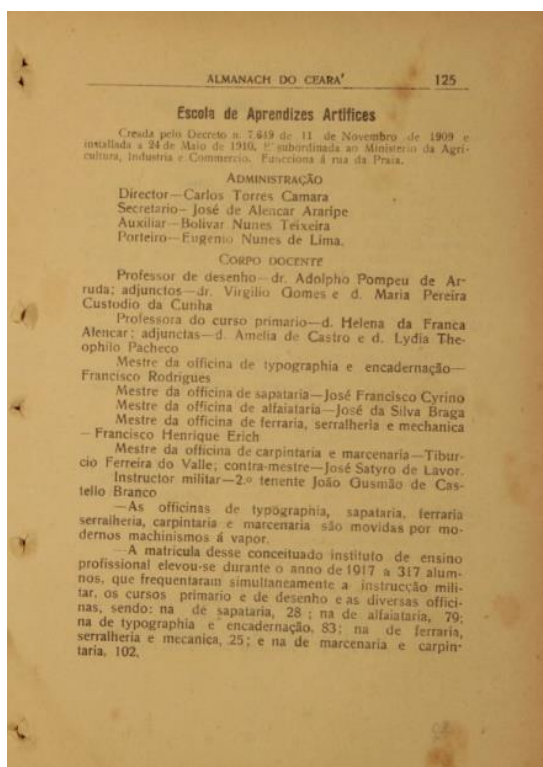 ALMANACH DO CEARA' 125
Escola de Aprendizes Artifices
Creada pelo Decreto n. 7.649 de 11 de Novembro de 1909 e
installada a 24 de Maio de 1910. E' subordinada ao Ministerio da Agri-
cultura, Industria e Commercio. Funcciona á rua da Praia.
ADMINISTRAÇÃO
Director—Carlos Torres Camara
Secretario—José de Alencar Araripe
Auxiliar—Bolivar Nunes Teixeira
Porteiro—Eugenio Nunes de Lima.
CORPO DOCENTE
Professor de desenho—dr. Adolpho Pompeu de Ar-
ruda; adjunctos—dr. Virgilio Gomes e d. Maria Pereira
Custodio da Cunha
Professora do curso primario—d. Helena da Franca
Alencar; adjunctas—d. Amelia de Castro e d. Lydia The-
ophilo Pacheco
Mestre da officina de typographia e encadernação—
Francisco Rodrigues
Mestre da officina de sapataria—José Francisco Cyrino
Mestre da officina de alfaiataria—José da Silva Braga
Mestre da officina de ferraria, serralheria e mechanica
—Francisco Henrique Erich
Mestre da officina de carpintaria e marcenaria—Tibur-
cio Ferreira do Valle; contra-mestre—José Satyro de Lavor.
Instructor militar—2.º tenente João Gusmão de Cas-
tello Branco
—As officinas de typographia, sapataria, ferraria
serralheria, carpintaria e marcenaria são movidas por mo-
dernos machinismos á vapor.
—A matricula desse conceituado instituto de ensino
profissional elevou-se durante o anno de 1917 a 317 alum-
nos, que frequentaram simultaneamente a instrucção mili-
tar, os cursos primario e de desenho e as diversas offici-
nas, sendo: na de sapataria, 28 ; na de alfaiataria, 79;
na de typographia e encadernação, 83; na de ferraria,
serralheria e mecanica, 25; e na de marcenaria e carpin-
taria, 102.